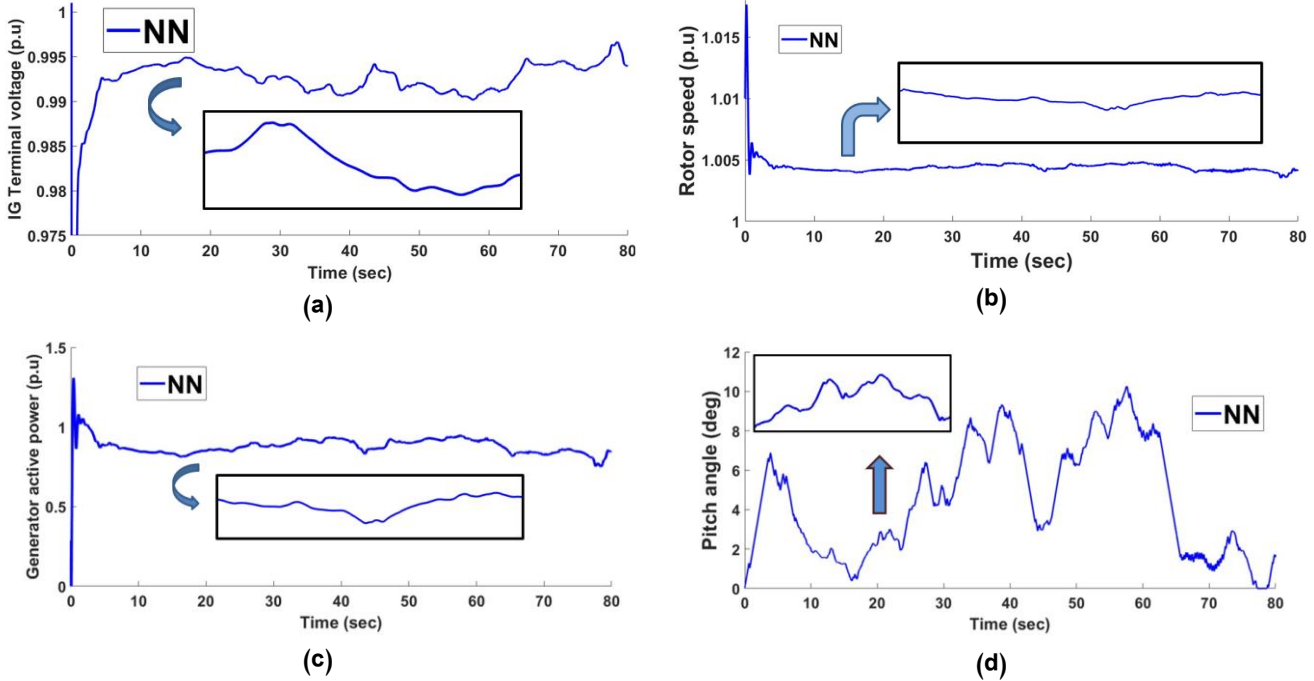 NN
IG Terminal voltage (p.u)
0.995
0.99
0.985
0.98
0.975
0 10 20 30 40 50 60 70 80
Time (sec)
(a)
NN
Rotor speed (p.u)
1.015
1.01
1.005
1
0 10 20 30 40 50 60 70 80
Time (sec)
(b)
NN
Generator active power (p.u)
1.5
1
0.5
0
0 10 20 30 40 50 60 70 80
Time (sec)
(c)
NN
Pitch angle (deg)
12
10
8
6
4
2
0
0 10 20 30 40 50 60 70 80
Time (sec)
(d)